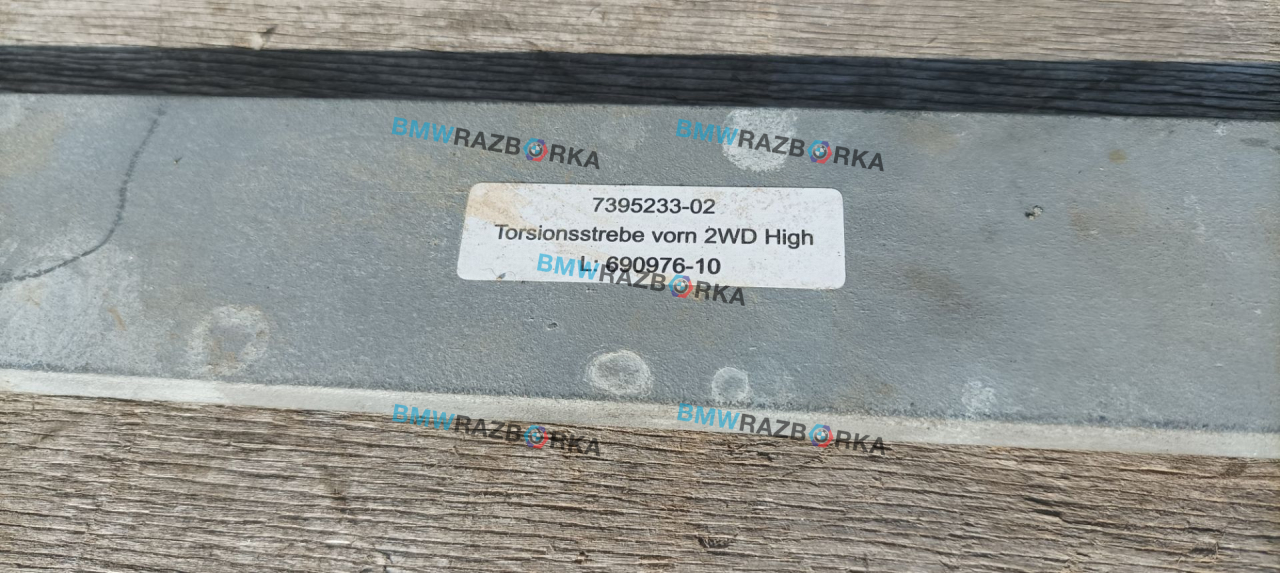 BMWRAZBORKA
BMWRAZBORKA
7395233-02
Torsionsstrebe vorn 2WD High
L: 690976-10
BMWRAZBORKA
BMWRAZBORKA
BMWRAZBORKA